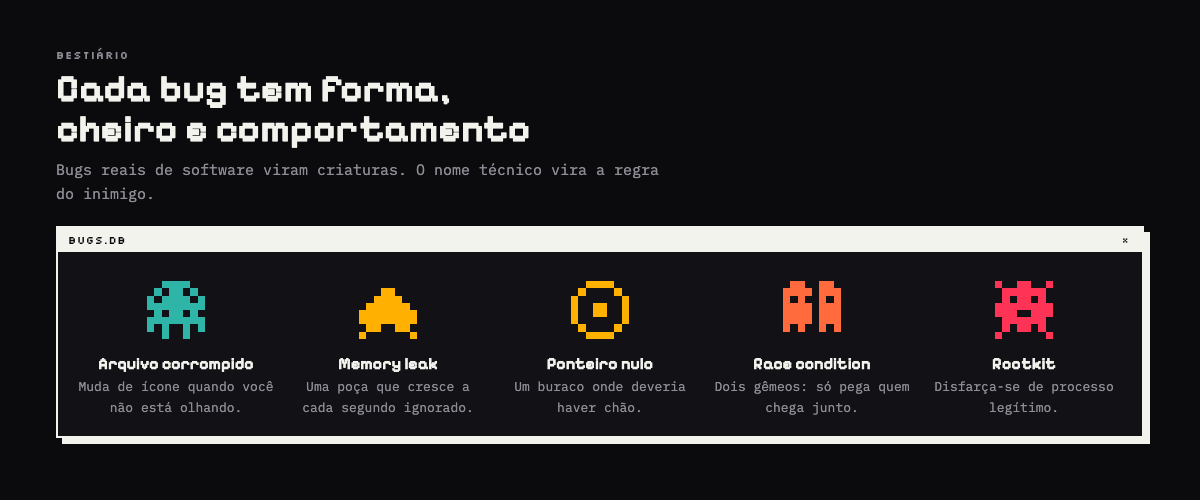 BESTIÁRIO
Cada bug tem forma,
cheiro e comportamento
Bugs reais de software viram criaturas. O nome técnico vira a regra
do inimigo.
BUGS.DB ×
Arquivo corrompido
Muda de ícone quando você
não está olhando.
Memory leak
Uma poça que cresce a
cada segundo ignorado.
Ponteiro nulo
Um buraco onde deveria
haver chão.
Race condition
Dois gêmeos: só pega quem
chega junto.
Rootkit
Disfarça-se de processo
legítimo.